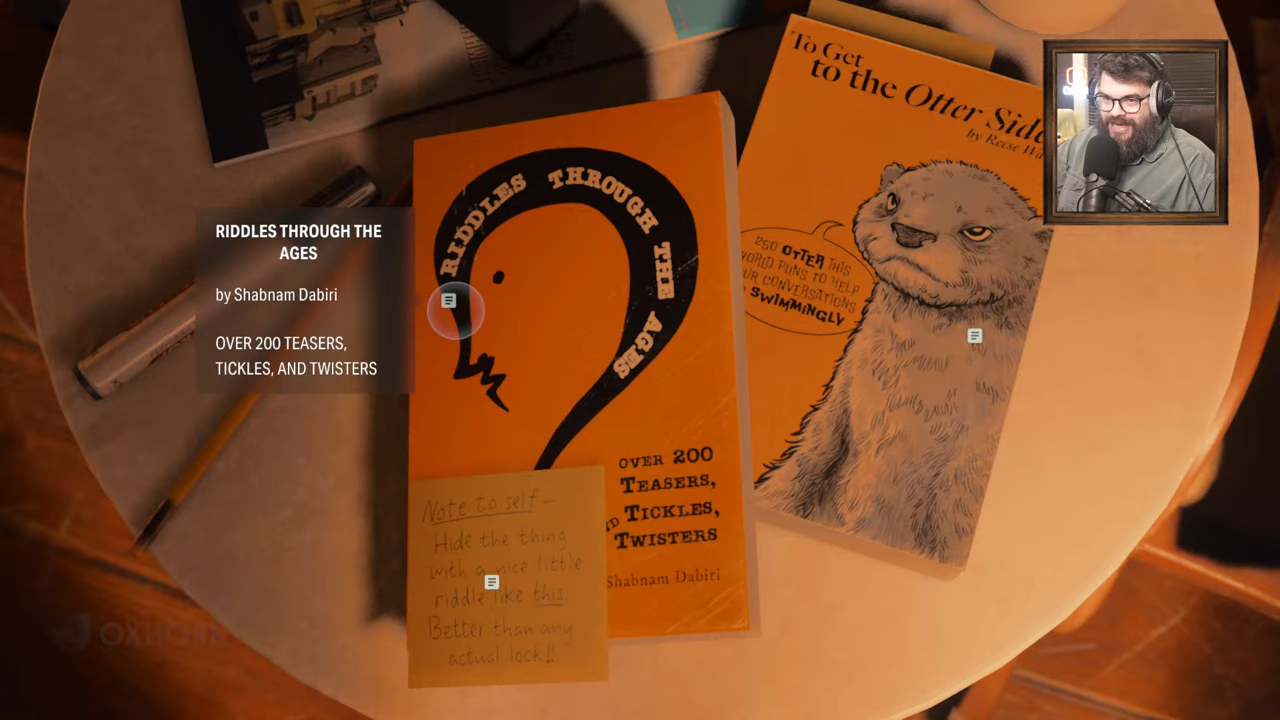 To Get
to the Otter Side
by Reese
RIDDLES THROUGH THE AGES
250 OTTER THIS
WORLD PUNS TO HELP
UR CONVERSATIONS
SWIMMINGLY
RIDDLES THROUGH THE
AGES
by Shabnam Dabiri
OVER 200 TEASERS,
TICKLES, AND TWISTERS
OVER 200
TEASERS,
TICKLES,
TWISTERS
Shabnam Dabiri
Note to self—
Hide the thing
with a nice little
riddle like this.
Better than any
actual lock!!
OXHORN